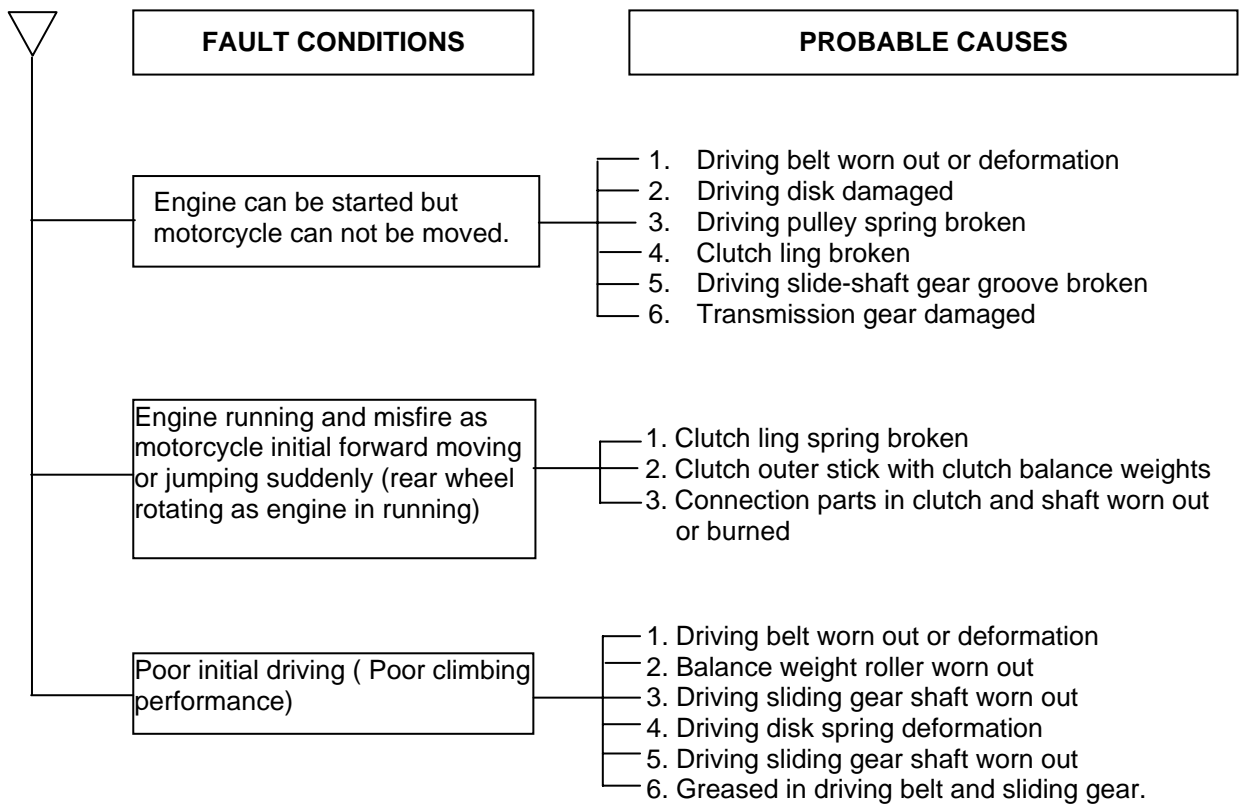 FAULT CONDITIONS
PROBABLE CAUSES
Engine can be started but
motorcycle can not be moved.
1. Driving belt worn out or deformation
2. Driving disk damaged
3. Driving pulley spring broken
4. Clutch ling broken
5. Driving slide-shaft gear groove broken
6. Transmission gear damaged
Engine running and misfire as
motorcycle initial forward moving
or jumping suddenly (rear wheel
rotating as engine in running)
1. Clutch ling spring broken
2. Clutch outer stick with clutch balance weights
3. Connection parts in clutch and shaft worn out
or burned
Poor initial driving ( Poor climbing
performance)
1. Driving belt worn out or deformation
2. Balance weight roller worn out
3. Driving sliding gear shaft worn out
4. Driving disk spring deformation
5. Driving sliding gear shaft worn out
6. Greased in driving belt and sliding gear.